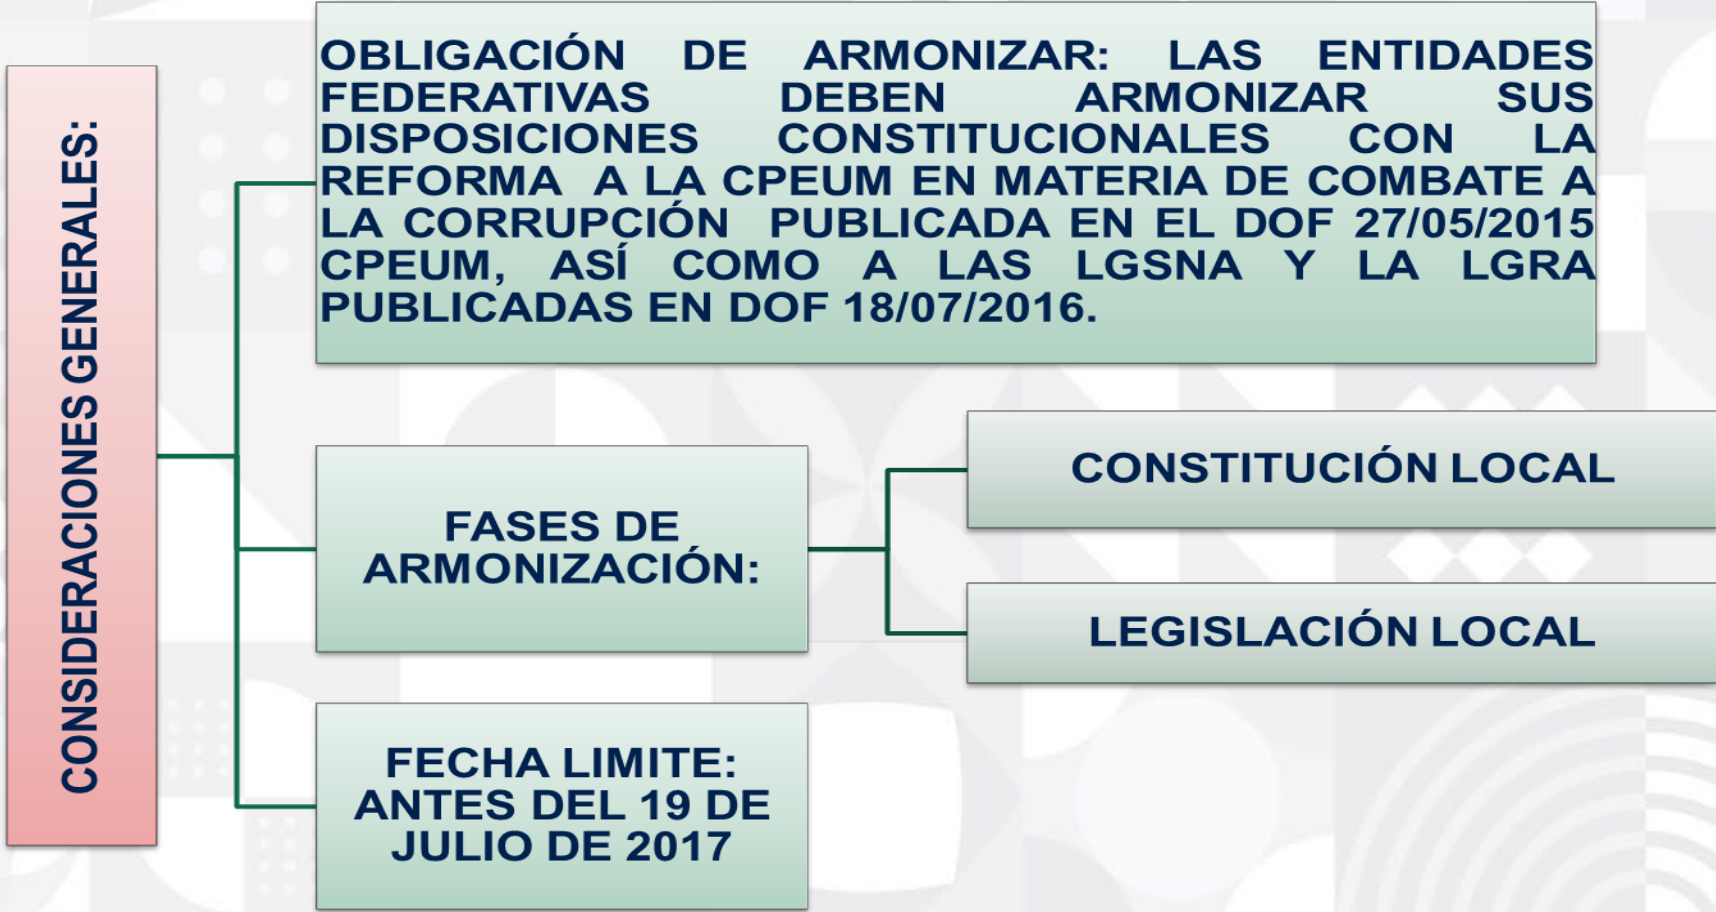 CONSIDERACIONES GENERALES:
OBLIGACIÓN DE ARMONIZAR: LAS ENTIDADES
FEDERATIVAS DEBEN ARMONIZAR SUS
DISPOSICIONES CONSTITUCIONALES CON LA
REFORMA A LA CPEUM EN MATERIA DE COMBATE A
LA CORRUPCIÓN PUBLICADA EN EL DOF 27/05/2015
CPEUM, ASÍ COMO A LAS LGSNA Y LA LGRA
PUBLICADAS EN DOF 18/07/2016.
FASES DE
ARMONIZACIÓN:
CONSTITUCIÓN LOCAL
LEGISLACIÓN LOCAL
FECHA LIMITE:
ANTES DEL 19 DE
JULIO DE 2017